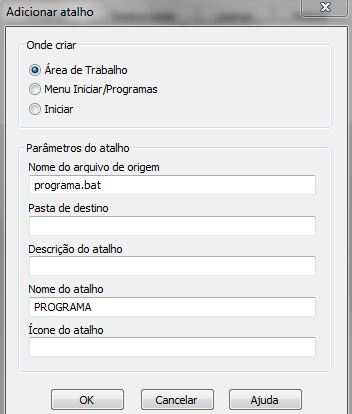 Adicionar atalho
Onde criar
Área de Trabalho
Menu Iniciar/Programas
Iniciar
Parâmetros do atalho
Nome do arquivo de origem
programa.bat
Pasta de destino
Descrição do atalho
Nome do atalho
PROGRAMA
Ícone do atalho
OK Cancelar Ajuda